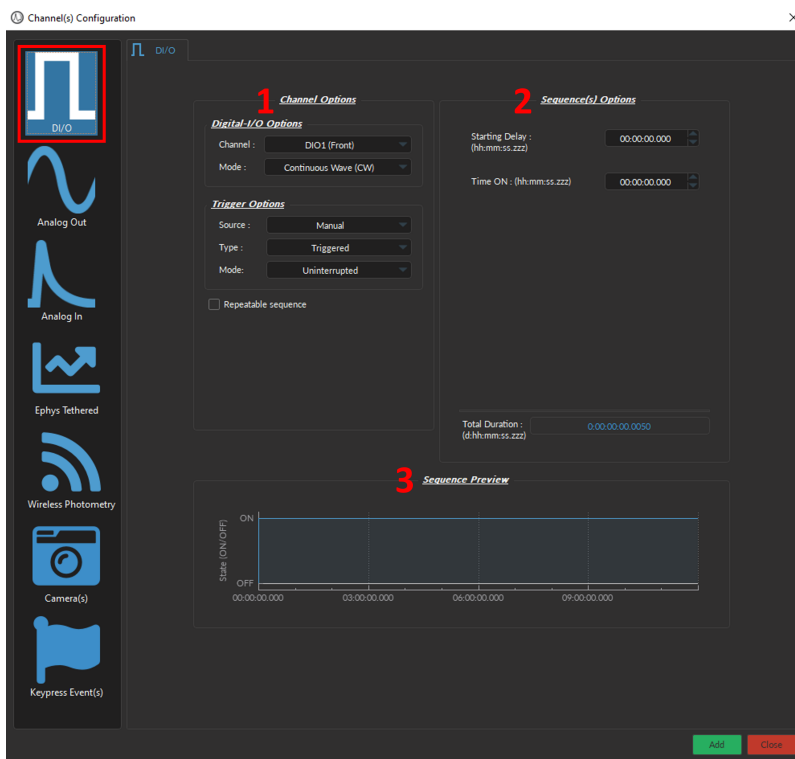 Channel(s) Configuration
DI/O
DI/O
Analog Out
Analog In
Ephys Tethered
Wireless Photometry
Camera(s)
Keypress Event(s)
1 Channel Options
Digital-I/O Options
Channel : DIO1 (Front)
Mode : Continuous Wave (CW)
Trigger Options
Source : Manual
Type : Triggered
Mode: Uninterrupted
Repeatable sequence
2 Sequence(s) Options
Starting Delay : 00:00:00.000
(hh:mm:ss.zzz)
Time ON : (hh:mm:ss.zzz) 00:00:00.000
Total Duration : 0:00:00:00.0050
(d:hh:mm:ss.zzz)
3 Sequence Preview
State (ON/OFF)
ON
OFF
00:00:00.000 03:00:00.000 06:00:00.000 09:00:00.000
Add Close